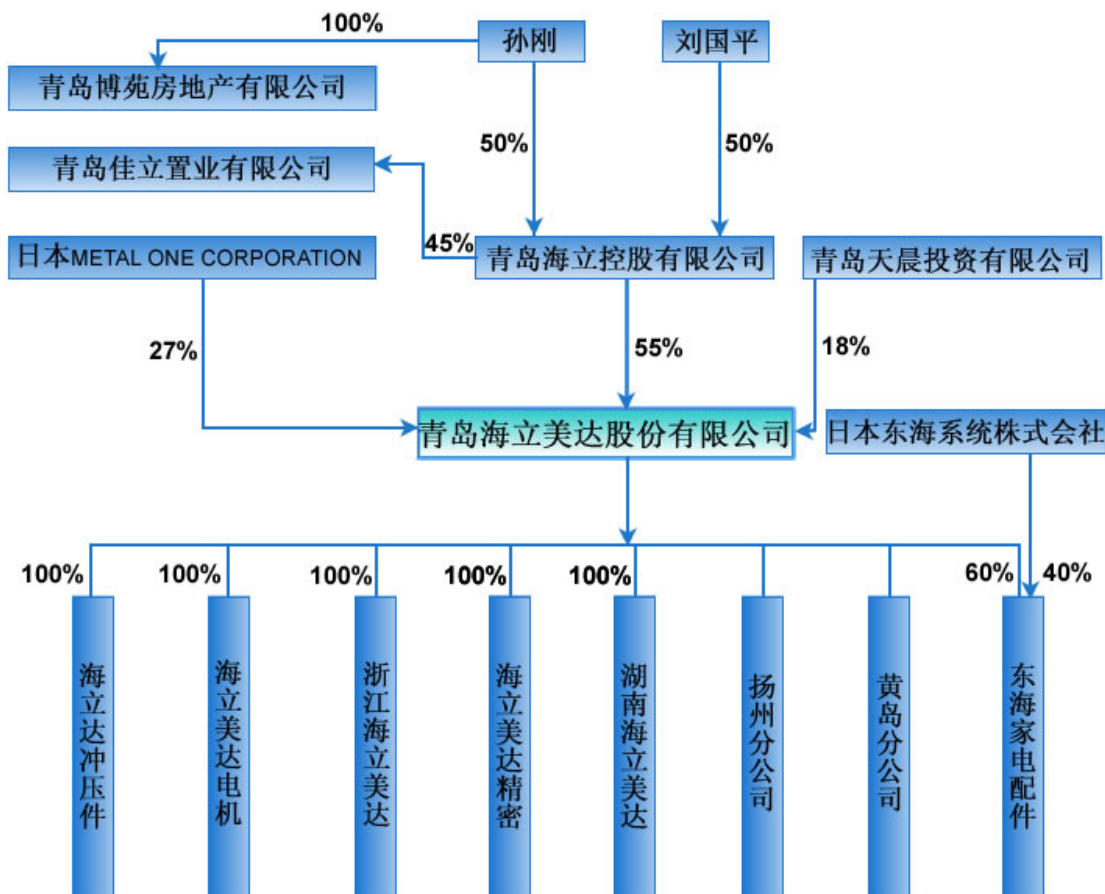 100%
孙刚
刘国平
青岛博苑房地产有限公司
50%
50%
青岛佳立置业有限公司
日本METAL ONE CORPORATION
45%
青岛海立控股有限公司
青岛天晨投资有限公司
27%
55%
18%
青岛海立美达股份有限公司
日本东海系统株式会社
100%
100%
100%
100%
100%
60%
40%
海立达冲压件
海立美达电机
浙江海立美达
海立美达精密
湖南海立美达
扬州分公司
黄岛分公司
东海家电配件